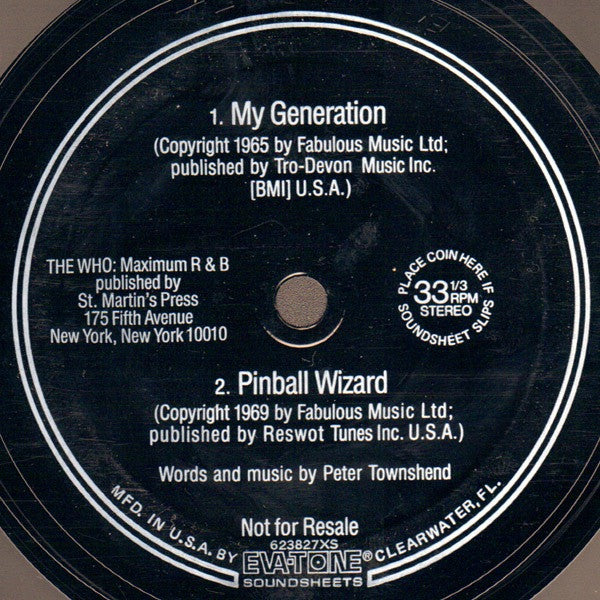 1. My Generation
(Copyright 1965 by Fabulous Music Ltd;
published by Tro-Devon Music Inc.
[BMI] U.S.A.)
THE WHO: Maximum R & B
published by
St. Martin's Press
175 Fifth Avenue
New York, New York 10010
PLACE COIN HERE IF
SOUNDSHEET SLIPS
33 1/3
RPM
STEREO
2. Pinball Wizard
(Copyright 1969 by Fabulous Music Ltd;
published by Reswot Tunes Inc. U.S.A.)
Words and music by Peter Townshend
Not for Resale
623827XS
MFD. IN U.S.A. BY EVA-TONE® CLEARWATER, FL.
SOUNDSHEETS